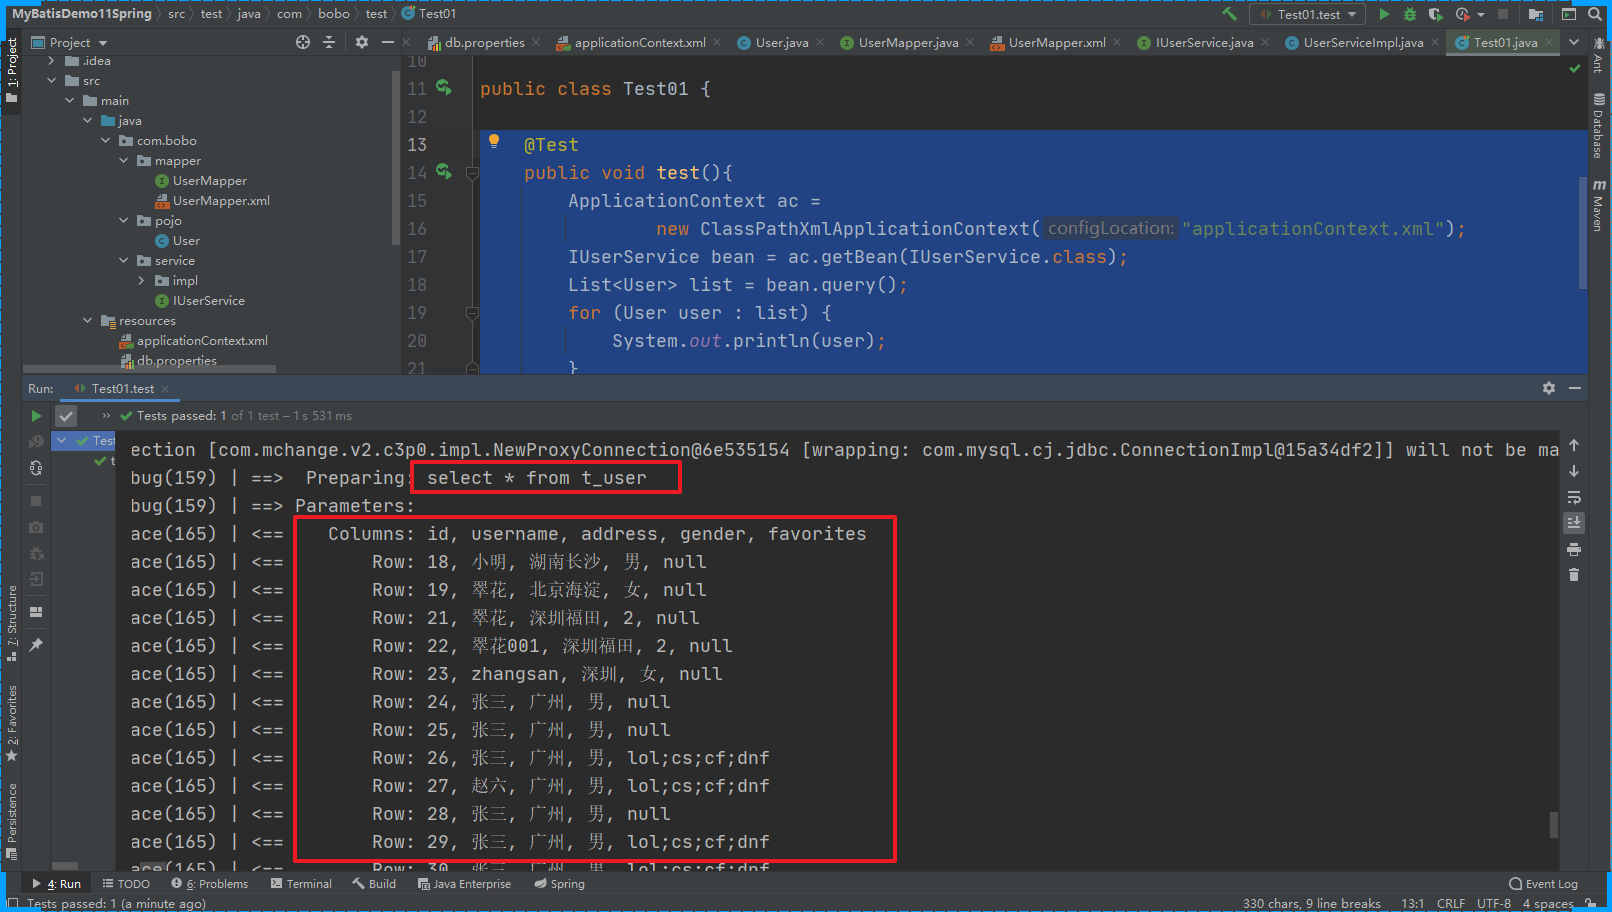 MyBatisDemo11Spring › src › test › java › com › bobo › test › Test01
Test01.test
1: Project
Project
db.properties
applicationContext.xml
User.java
UserMapper.java
UserMapper.xml
IUserService.java
UserServiceImpl.java
Test01.java
Ant
Database
Maven
.idea
src
main
java
com.bobo
mapper
UserMapper
UserMapper.xml
pojo
User
service
impl
IUserService
resources
applicationContext.xml
db.properties
10
11 public class Test01 {
12
13 @Test
14 public void test(){
15 ApplicationContext ac =
16 new ClassPathXmlApplicationContext( configLocation: "applicationContext.xml");
17 IUserService bean = ac.getBean(IUserService.class);
18 List<User> list = bean.query();
19 for (User user : list) {
20 System.out.println(user);
21 }
Run: Test01.test
» Tests passed: 1 of 1 test – 1 s 531 ms
Test
t
ection [com.mchange.v2.c3p0.impl.NewProxyConnection@6e535154 [wrapping: com.mysql.cj.jdbc.ConnectionImpl@15a34df2]] will not be ma
bug(159) | ==> Preparing: select * from t_user
bug(159) | ==> Parameters:
ace(165) | <== Columns: id, username, address, gender, favorites
ace(165) | <== Row: 18, 小明, 湖南长沙, 男, null
ace(165) | <== Row: 19, 翠花, 北京海淀, 女, null
ace(165) | <== Row: 21, 翠花, 深圳福田, 2, null
ace(165) | <== Row: 22, 翠花001, 深圳福田, 2, null
ace(165) | <== Row: 23, zhangsan, 深圳, 女, null
ace(165) | <== Row: 24, 张三, 广州, 男, null
ace(165) | <== Row: 25, 张三, 广州, 男, null
ace(165) | <== Row: 26, 张三, 广州, 男, lol;cs;cf;dnf
ace(165) | <== Row: 27, 赵六, 广州, 男, lol;cs;cf;dnf
ace(165) | <== Row: 28, 张三, 广州, 男, null
ace(165) | <== Row: 29, 张三, 广州, 男, lol;cs;cf;dnf
ace(165) | <== Row: 30, 张三, 广州, 男, lol;cs;cf;dnf
7: Structure
2: Favorites
Persistence
4: Run
TODO
6: Problems
Terminal
Build
Java Enterprise
Spring
Event Log
Tests passed: 1 (a minute ago)
330 chars, 9 line breaks 13:1 CRLF UTF-8 4 spaces